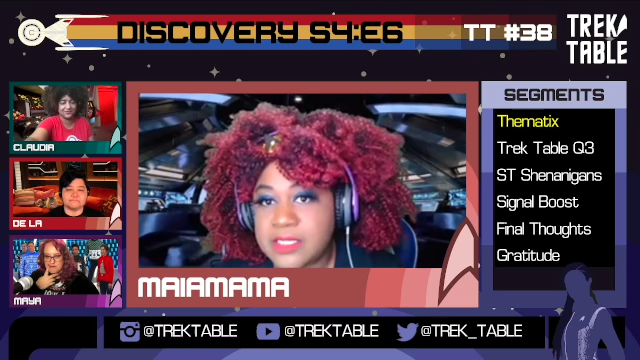 DISCOVERY S4:E6
TT #38
TREK
TABLE
SEGMENTS
Thematix
Trek Table Q3
ST Shenanigans
Signal Boost
Final Thoughts
Gratitude
CLAUDIA
DE LA
MAYA
MAIAMAMA
@TREKTABLE
@TREKTABLE
@TREK_TABLE